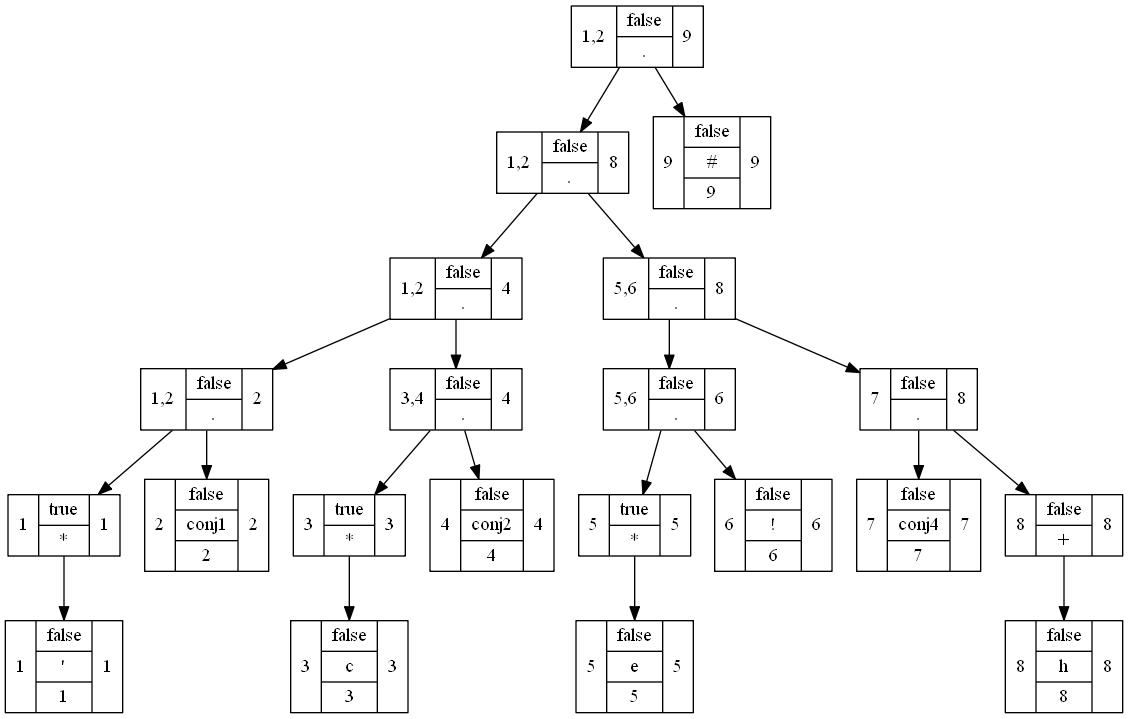 false
1,2 9
.
false
1,2 8
.
false
9 # 9
9
false
1,2 4
.
false
5,6 8
.
false
1,2 2
.
false
3,4 4
.
false
5,6 6
.
false
7 8
.
true
1 1
*
false
2 conj1 2
2
true
3 3
*
false
4 conj2 4
4
true
5 5
*
false
6 ! 6
6
false
7 conj4 7
7
false
8 8
+
false
1 ' 1
1
false
3 c 3
3
false
5 e 5
5
false
8 h 8
8